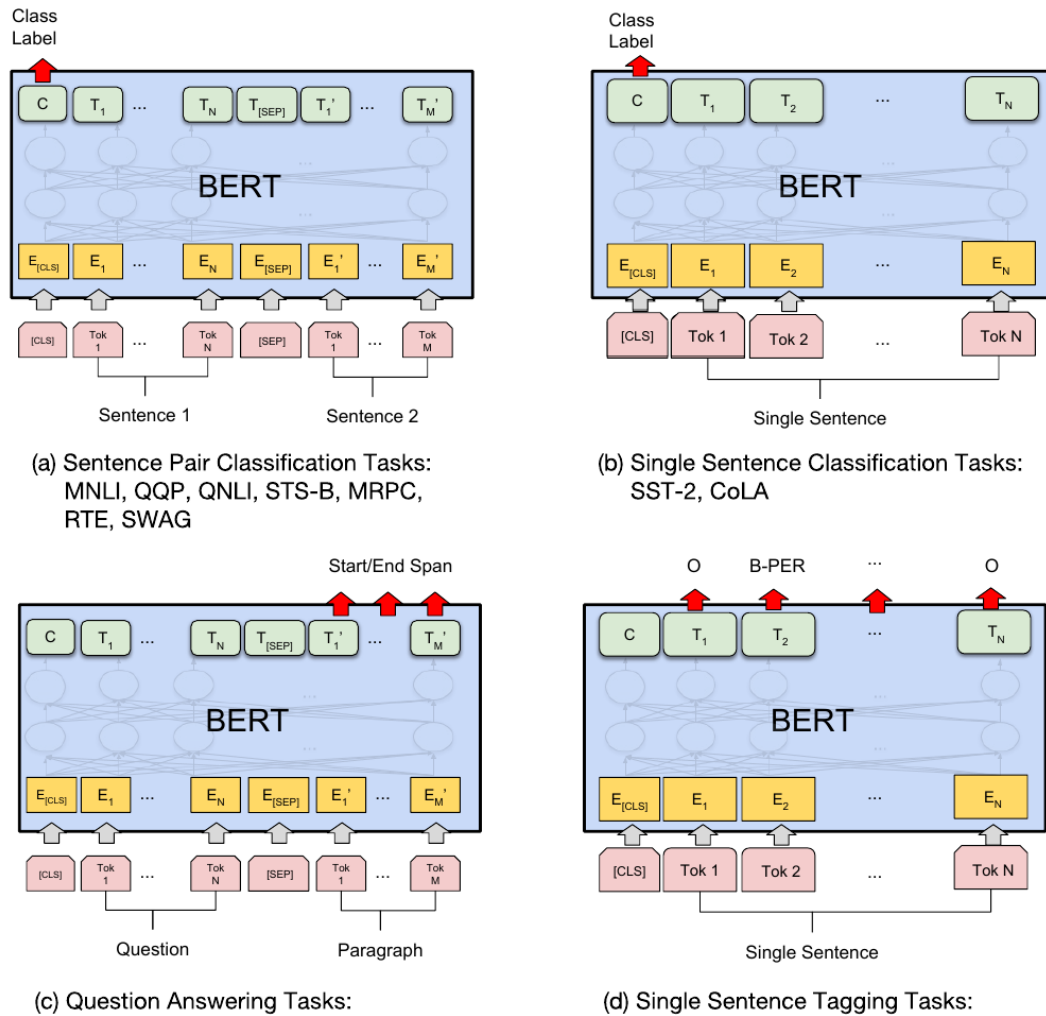 Class
Label
C T1 ... TN T[SEP] T1' ... TM'
...
BERT
...
E[CLS] E1 ... EN E[SEP] E1' ... EM'
[CLS] Tok 1 ... Tok N [SEP] Tok 1 ... Tok M
Sentence 1 Sentence 2
(a) Sentence Pair Classification Tasks:
MNLI, QQP, QNLI, STS-B, MRPC,
RTE, SWAG
Class
Label
C T1 T2 ... TN
...
BERT
...
E[CLS] E1 E2 ... EN
[CLS] Tok 1 Tok 2 ... Tok N
Single Sentence
(b) Single Sentence Classification Tasks:
SST-2, CoLA
Start/End Span
C T1 ... TN T[SEP] T1' ... TM'
...
BERT
...
E[CLS] E1 ... EN E[SEP] E1' ... EM'
[CLS] Tok 1 ... Tok N [SEP] Tok 1 ... Tok M
Question Paragraph
(c) Question Answering Tasks:
O B-PER ... O
C T1 T2 ... TN
...
BERT
...
E[CLS] E1 E2 ... EN
[CLS] Tok 1 Tok 2 ... Tok N
Single Sentence
(d) Single Sentence Tagging Tasks: